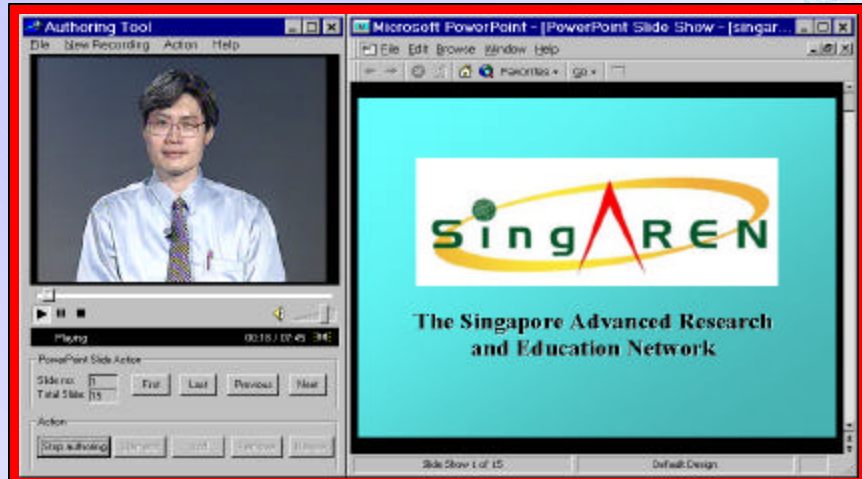 Authoring Tool
File New Recording Action Help
Playing 00:18 / 07:45
PowerPoint Slide Action
Slide no: 1
Total Slide: 15
First Last Previous Next
Action
Stop authoring
Microsoft PowerPoint - [PowerPoint Slide Show - [singar...
File Edit Browse Window Help
Favorites Go
SingAREN
The Singapore Advanced Research
and Education Network
Slide Show 1 of 15 Default Design